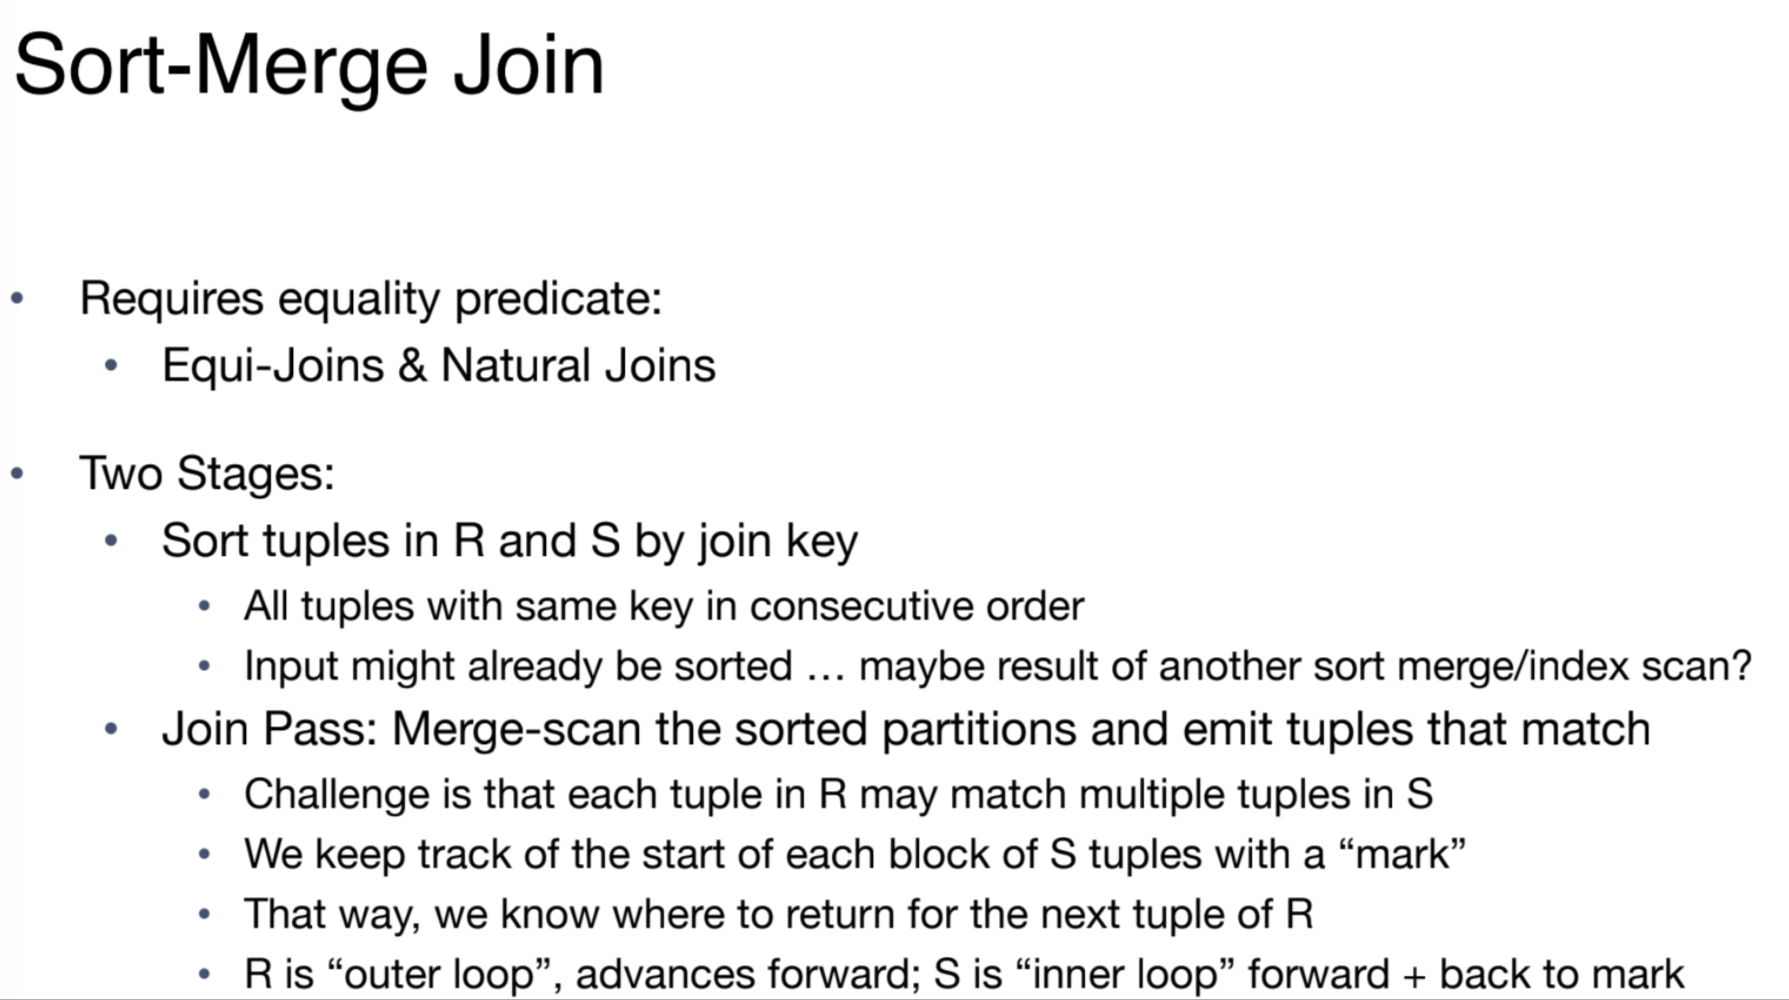 Sort-Merge Join
• Requires equality predicate:
• Equi-Joins & Natural Joins
• Two Stages:
• Sort tuples in R and S by join key
• All tuples with same key in consecutive order
• Input might already be sorted … maybe result of another sort merge/index scan?
• Join Pass: Merge-scan the sorted partitions and emit tuples that match
• Challenge is that each tuple in R may match multiple tuples in S
• We keep track of the start of each block of S tuples with a “mark”
• That way, we know where to return for the next tuple of R
• R is “outer loop”, advances forward; S is “inner loop” forward + back to mark